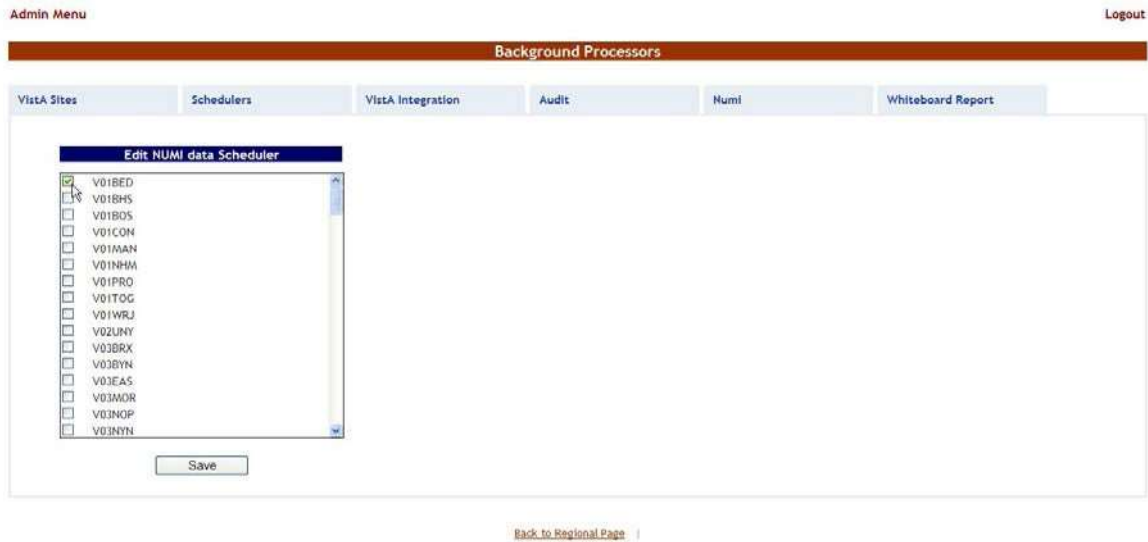 Admin Menu Logout
Background Processors
VistA Sites Schedulers VistA Integration Audit Numi Whiteboard Report
Edit NUMI data Scheduler
V01BED
V01BHS
V01BOS
V01CON
V01MAN
V01NHM
V01PRO
V01TOG
V01WRJ
V02UNY
V03BRX
V03BYN
V03EAS
V03MOR
V03NOP
V03NYN
Save
Back to Regional Page |